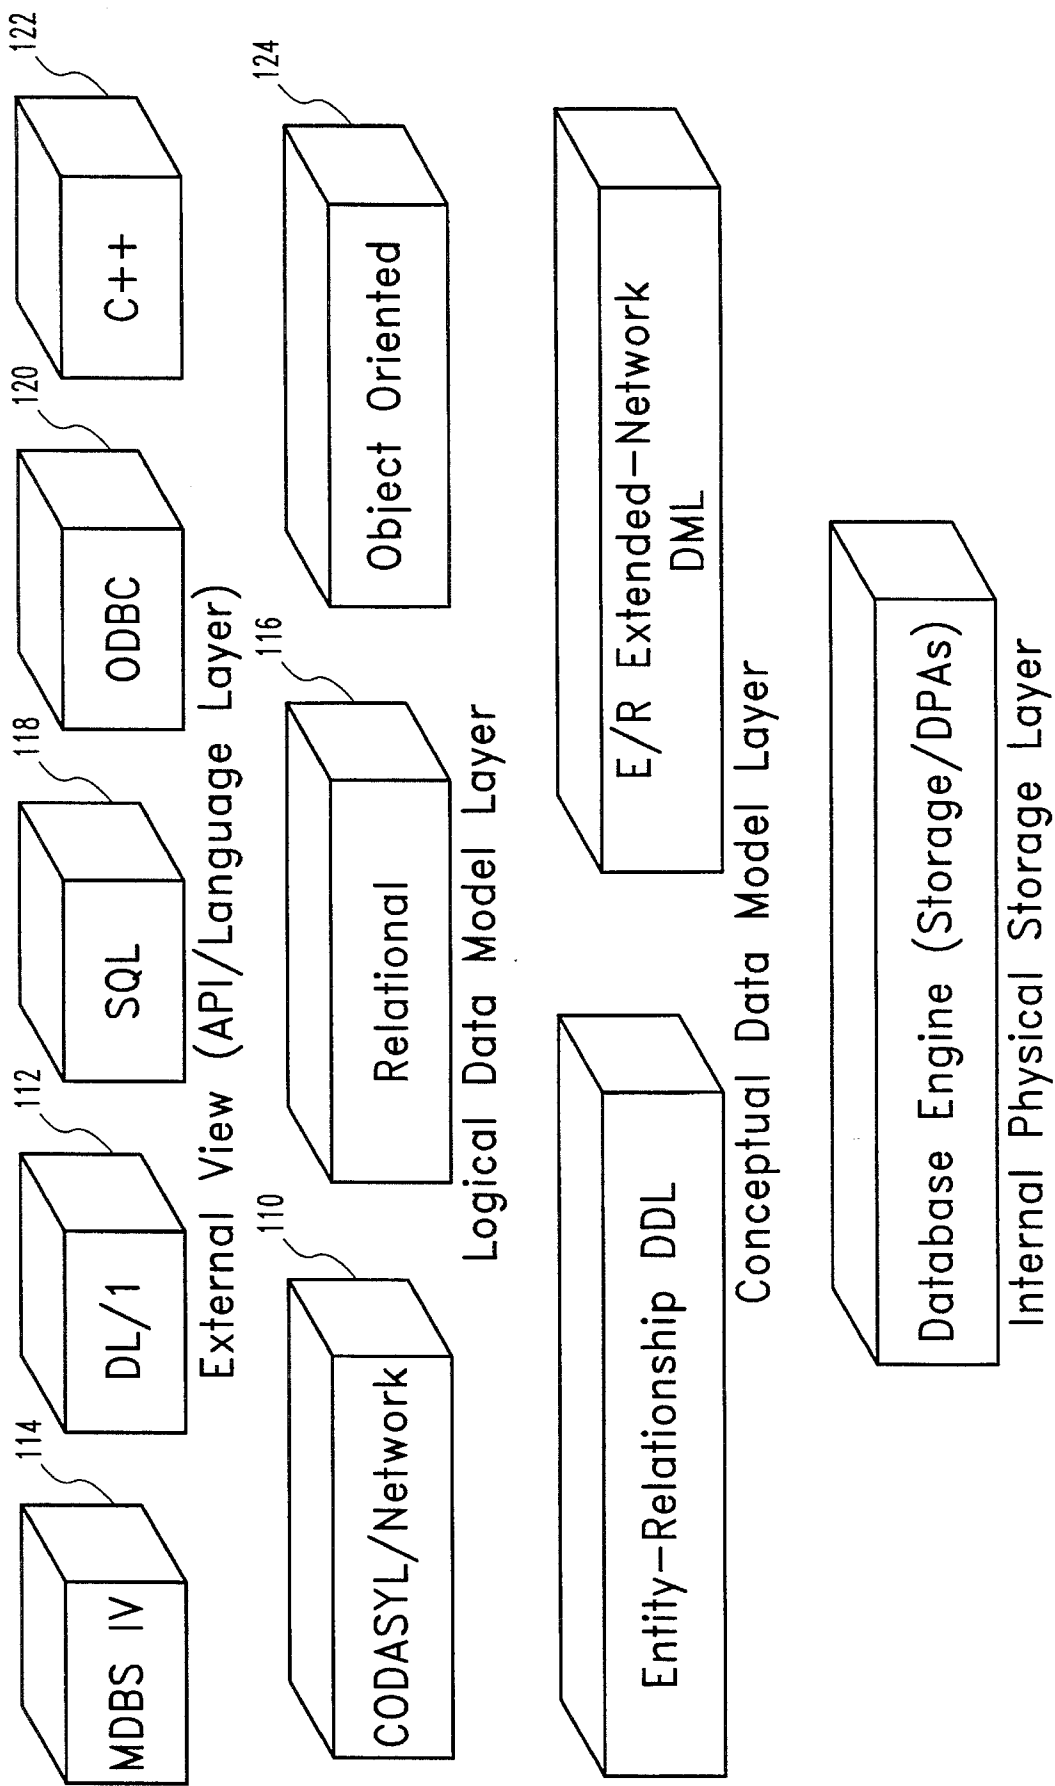 114
112
118
120
122
MDBS IV
DL/1
SQL
ODBC
C++
External View (API/Language Layer)
110
116
124
CODASYL/Network
Relational
Object Oriented
Logical Data Model Layer
Entity-Relationship DDL
E/R Extended-Network
DML
Conceptual Data Model Layer
Database Engine (Storage/DPAs)
Internal Physical Storage Layer